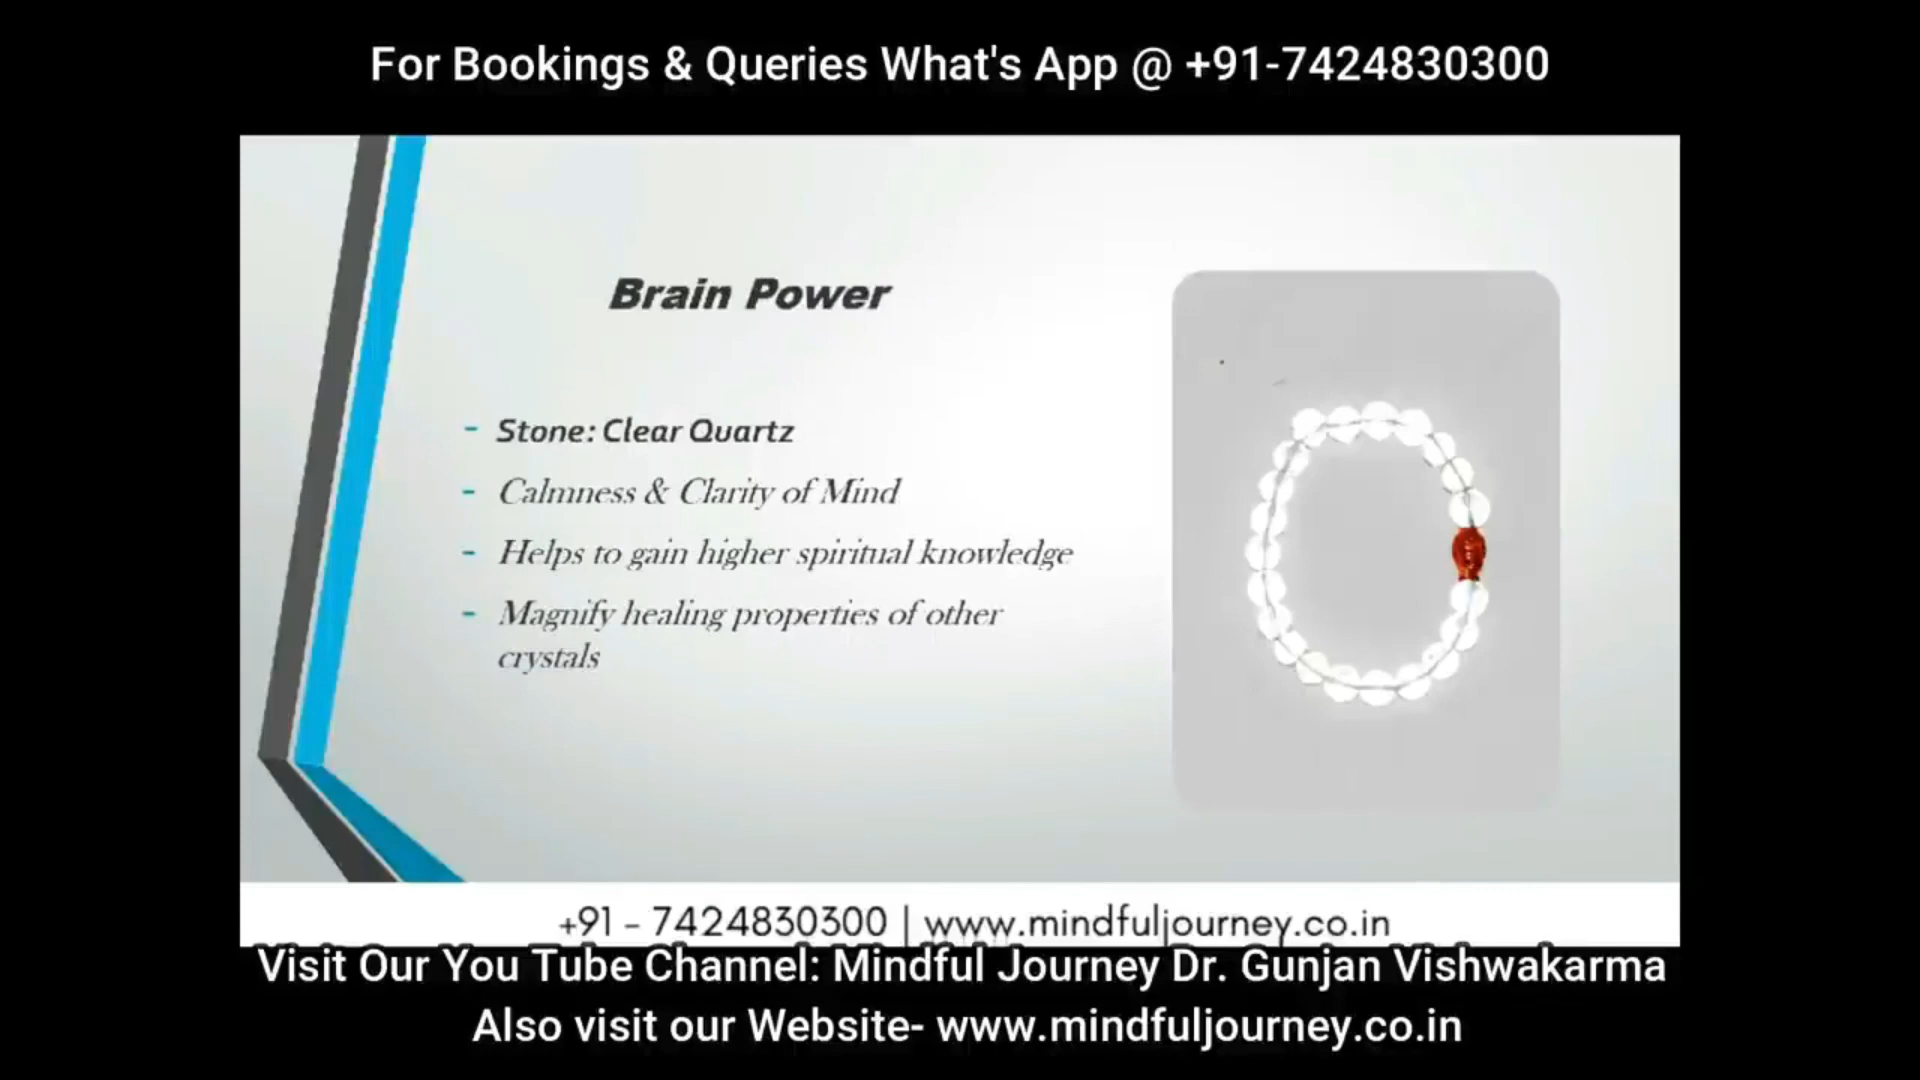 For Bookings & Queries What's App @ +91-7424830300
Brain Power
- Stone: Clear Quartz
- Calmness & Clarity of Mind
- Helps to gain higher spiritual knowledge
- Magnify healing properties of other
crystals
+91 - 7424830300 | www.mindfuljourney.co.in
Visit Our You Tube Channel: Mindful Journey Dr. Gunjan Vishwakarma
Also visit our Website- www.mindfuljourney.co.in